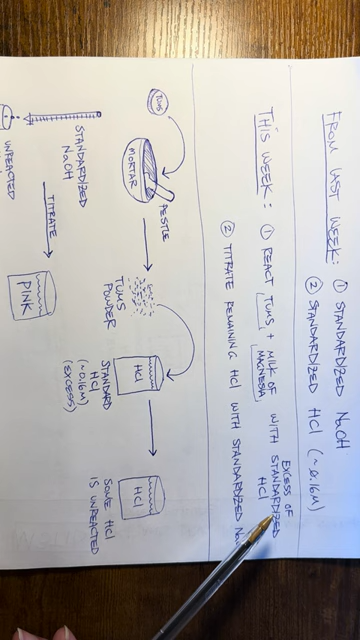 FROM LAST WEEK: ① STANDARDIZED NaOH
② STANDARDIZED HCl (~0.16M)
THIS WEEK: ① REACT TUMS + MILK OF MAGNESIA WITH EXCESS OF STANDARDIZED HCl
② TITRATE REMAINING HCl WITH STANDARDIZED
TUMS
MORTAR
PESTLE
TUMS
POWDER
HCl
STANDARD
HCl
(~0.16M)
(EXCESS)
HCl
SOME HCl
IS UNREACTED
STANDARDIZED
NaOH
TITRATE
PINK
UNREACTED